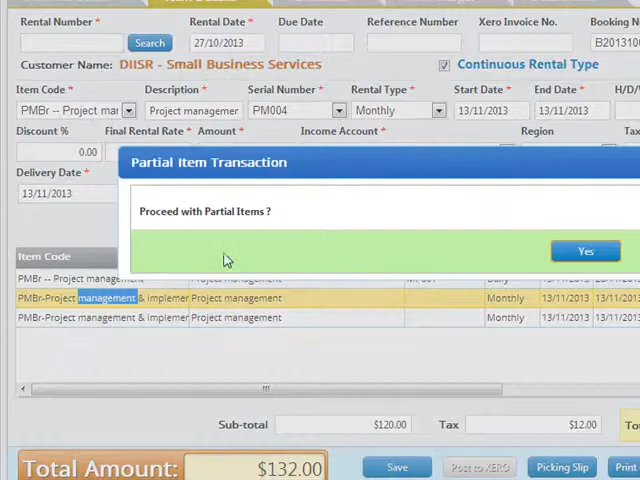 Rental Number * Rental Date * Due Date Reference Number Xero Invoice No. Booking N
Search 27/10/2013 B201310
Customer Name: DIISR - Small Business Services Continuous Rental Type
Item Code * Description * Serial Number * Rental Type * Start Date * End Date * H/D/
PMBr -- Project mar Project managemer PM004 Monthly 13/11/2013 13/11/2013
Discount % Final Rental Rate * Amount * Income Account * Region Tax
0.00
Delivery Date *
13/11/2013
Partial Item Transaction
Proceed with Partial Items ?
Yes
Item Code
PMBr -- Project management Project management
PMBr-Project management & implemer Project management Monthly 13/11/2013 13/11/2013
PMBr-Project management & implemer Project management Monthly 13/11/2013 13/11/2013
Sub-total $120.00 Tax $12.00 Tot
Total Amount: $132.00 Save Post to XERO Picking Slip Print